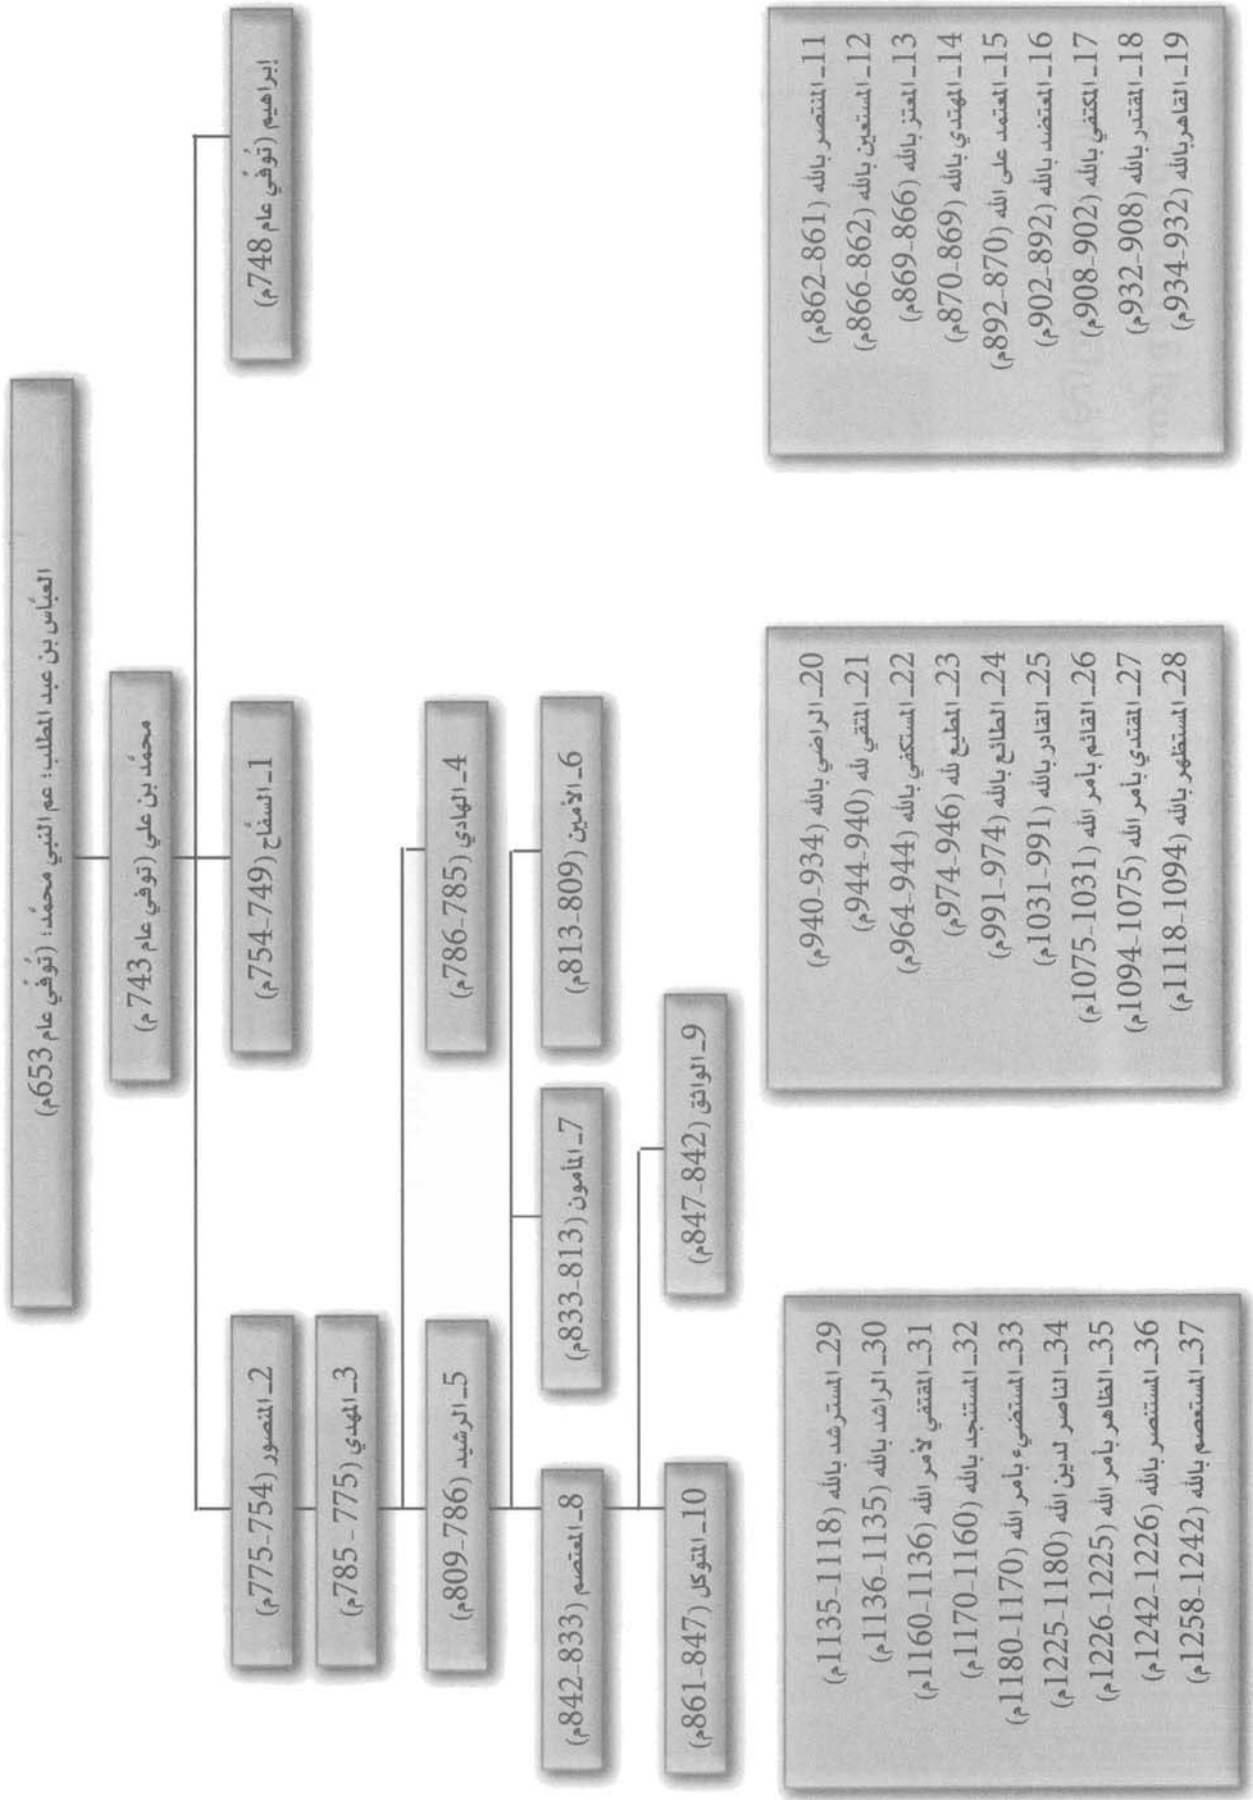 العبّاس بن عبد المطلب؛ عم النبي محمّد؛ (تُوفّي عام 653م)
محمّد بن علي (توفي عام 743 م)
إبراهيم (تُوفّي عام 748م)
1_السفّاح (749-754م)
2_المنصور (754-775م)
3_المهدي (775 - 785م)
4_الهادي (785-786م)
5_الرشيد (786-809م)
6_الأمين (809-813م)
7_المأمون (813-833م)
8_المعتصم (833-842م)
9_الواثق (842-847م)
10_المتوكل (847-861م)
11_المنتصر بالله (861-862م)
12_المستعين بالله (862-866م)
13_المعتز بالله (866-869م)
14_المهتدي بالله (869-870م)
15_المعتمد على الله (870-892م)
16_المعتضد بالله (892-902م)
17_المكتفي بالله (902-908م)
18_المقتدر بالله (908-932م)
19_القاهر بالله (932-934م)
20_الراضي بالله (934-940م)
21_المتقي لله (940-944م)
22_المستكفي بالله (944-964م)
23_المطيع لله (946-974م)
24_الطائع بالله (974-991م)
25_القادر بالله (991-1031م)
26_القائم بأمر الله (1031-1075م)
27_المقتدي بأمر الله (1075-1094م)
28_المستظهر بالله (1094-1118م)
29_المسترشد بالله (1118-1135م)
30_الراشد بالله (1135-1136م)
31_المقتفي لأمر الله (1136-1160م)
32_المستنجد بالله (1160-1170م)
33_المستضيء بأمر الله (1170-1180م)
34_الناصر لدين الله (1180-1225م)
35_الظاهر بأمر الله (1225-1226م)
36_المستنصر بالله (1226-1242م)
37_المستعصم بالله (1242-1258م)